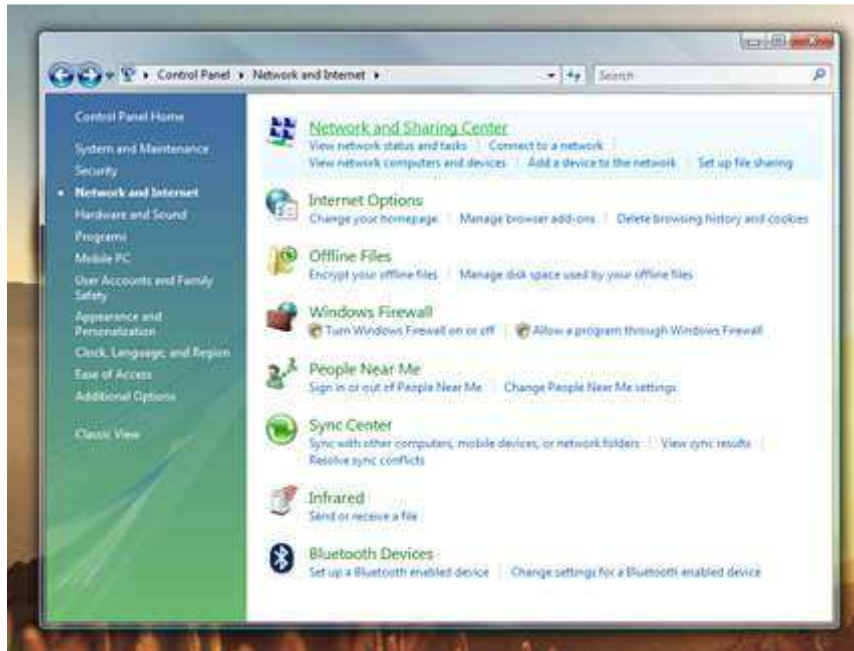 Control Panel Network and Internet Search
Control Panel Home
System and Maintenance
Security
Network and Internet
Hardware and Sound
Programs
Mobile PC
User Accounts and Family
Safety
Appearance and
Personalization
Clock, Language, and Region
Ease of Access
Additional Options
Classic View
Network and Sharing Center
View network status and tasks Connect to a network
View network computers and devices Add a device to the network Set up file sharing
Internet Options
Change your homepage Manage browser add-ons Delete browsing history and cookies
Offline Files
Encrypt your offline files Manage disk space used by your offline files
Windows Firewall
Turn Windows Firewall on or off Allow a program through Windows Firewall
People Near Me
Sign in or out of People Near Me Change People Near Me settings
Sync Center
Sync with other computers, mobile devices, or network folders View sync results
Resolve sync conflicts
Infrared
Send or receive a file
Bluetooth Devices
Set up a Bluetooth enabled device Change settings for a Bluetooth enabled device